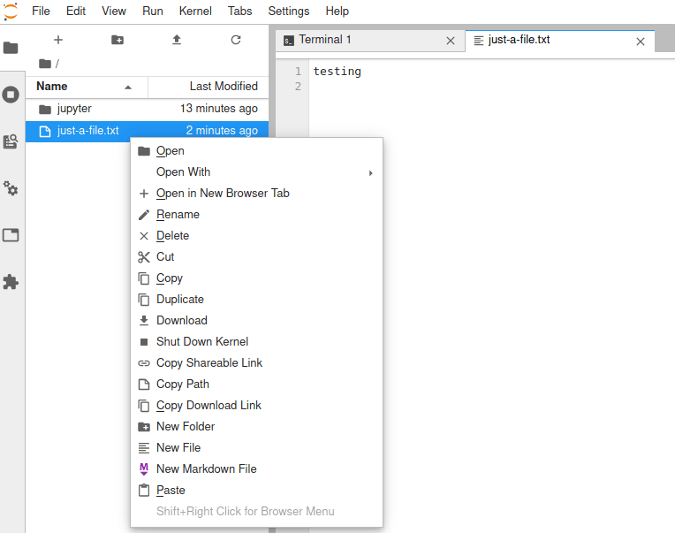 File Edit View Run Kernel Tabs Settings Help
Terminal 1
just-a-file.txt
/
Name Last Modified
jupyter 13 minutes ago
just-a-file.txt 2 minutes ago
1 testing
2
Open
Open With
Open in New Browser Tab
Rename
Delete
Cut
Copy
Duplicate
Download
Shut Down Kernel
Copy Shareable Link
Copy Path
Copy Download Link
New Folder
New File
M New Markdown File
Paste
Shift+Right Click for Browser Menu